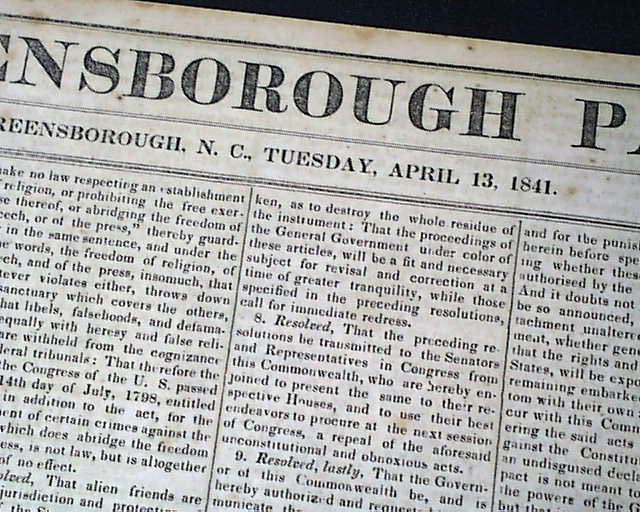 ENSBOROUGH PA
REENSBOROUGH, N. C., TUESDAY, APRIL 13, 1841.
ake no law respecting an establishment
religion, or prohibiting the free exer-
se thereof, or abridging the freedom of
eech, or of the press," thereby guard-
in the same sentence, and under the
me words, the freedom of religion, of
ech, and of the press, insomuch, that
tever violates either, throws down
sanctuary which covers the others,
hat libels, falsehoods, and defama-
equally with heresy and false reli-
are withheld from the cognizance
deral tribunals: That therefore the
the Congress of the U. S. passed
14th day of July, 1798, entitled
in addition to the act, for the
ment of certain crimes against the
which does abridge the freedom
ess, is not law, but is altogether
of no effect.
olved, That alien friends are
jurisdiction and protection
ken, as to destroy the whole residue of
the instrument: That the proceedings of
the General Government under color of
these articles, will be a fit and necessary
subject for revisal and correction at a
time of greater tranquility, while those
specified in the preceding resolutions,
call for immediate redress.
8. Resolved, That the preceding re-
solutions be transmitted to the Senators
and Representatives in Congress from
this Commonwealth, who are hereby en-
joined to present the same to their re-
spective Houses, and to use their best
endeavors to procure at the next session
of Congress, a repeal of the aforesaid
unconstitutional and obnoxious acts.
9. Resolved, lastly, That the Govern-
or of this Commonwealth be, and is
hereby authorized and requested
municate the
and for the punis
herein before spe
ing whether thes
authorised by the
And it doubts not
be so announced.
tachment unaltere
ment, whether gen
that the rights and
States, will be exp
remaining embarke
tom with their own.
cur with this Comm
ering the said acts
gainst the Constitut
an undisguised decl
pact is not meant to
the powers of the G
but that